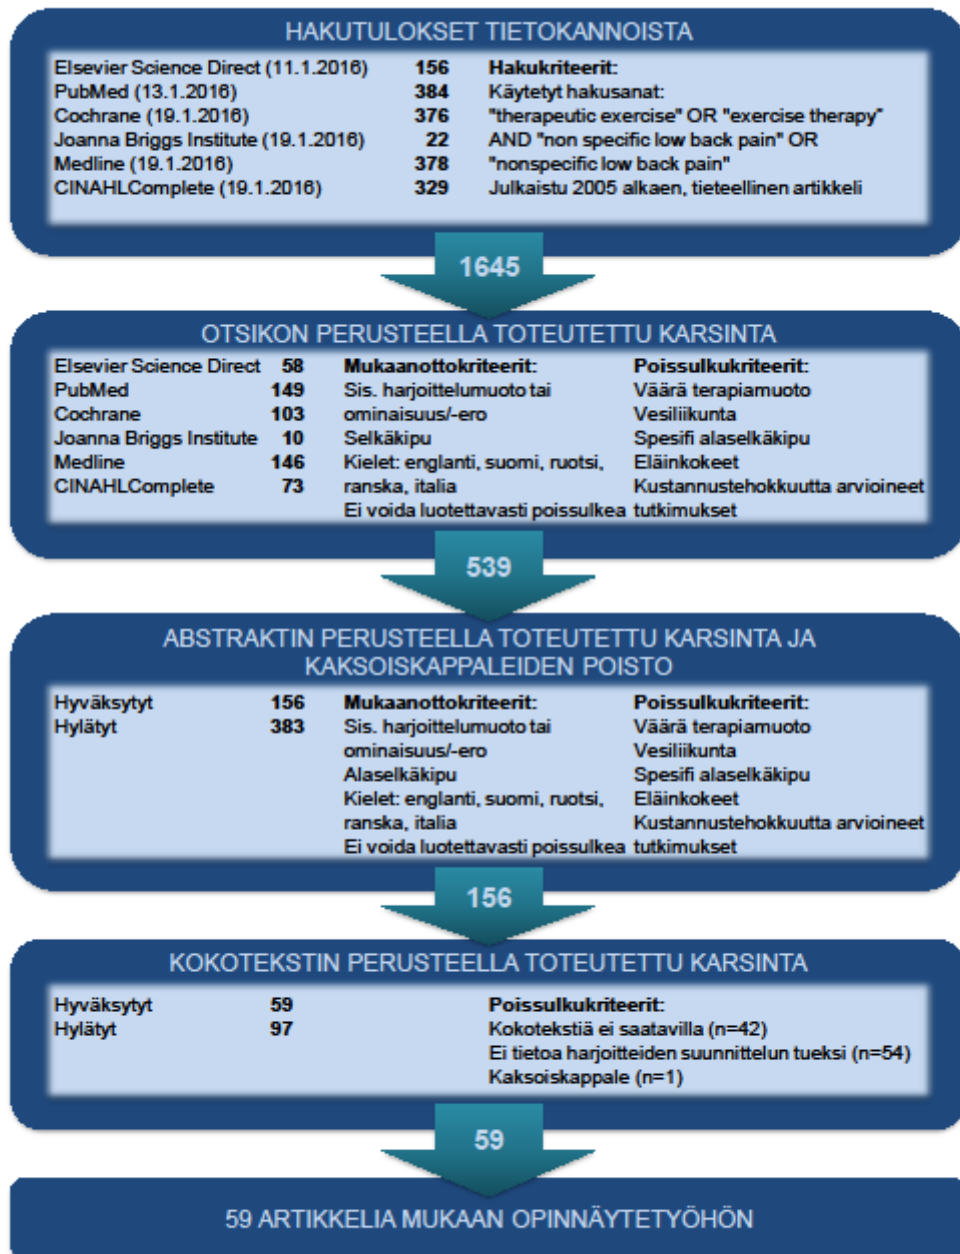 HAKUTULOKSET TIETOKANNOISTA
Elsevier Science Direct (11.1.2016) 156 Hakukriteerit:
PubMed (13.1.2016) 384 Käytetyt hakusanat:
Cochrane (19.1.2016) 376 "therapeutic exercise" OR "exercise therapy"
Joanna Briggs Institute (19.1.2016) 22 AND "non specific low back pain" OR
Medline (19.1.2016) 378 "nonspecific low back pain"
CINAHLComplete (19.1.2016) 329 Julkaistu 2005 alkaen, tieteellinen artikkeli
1645
OTSIKON PERUSTEELLA TOTEUTETTU KARSINTA
Elsevier Science Direct 58 Mukaanottokriteerit: Poissulkukriteerit:
PubMed 149 Sis. harjoittelumuoto tai Väärä terapiamuoto
Cochrane 103 ominaisuus/-ero Vesiliikunta
Joanna Briggs Institute 10 Selkäkipu Spesifi alaselkäkipu
Medline 146 Kielet: englanti, suomi, ruotsi, Eläinkokeet
CINAHLComplete 73 ranska, italia Kustannustehokkuutta arvioineet
Ei voida luotettavasti poissulkea tutkimukset
539
ABSTRAKTIN PERUSTEELLA TOTEUTETTU KARSINTA JA
KAKSOISKAPPALEIDEN POISTO
Hyväksytyt 156 Mukaanottokriteerit: Poissulkukriteerit:
Hylätyt 383 Sis. harjoittelumuoto tai Väärä terapiamuoto
ominaisuus/-ero Vesiliikunta
Alaselkäkipu Spesifi alaselkäkipu
Kielet: englanti, suomi, ruotsi, Eläinkokeet
ranska, italia Kustannustehokkuutta arvioineet
Ei voida luotettavasti poissulkea tutkimukset
156
KOKOTEKSTIN PERUSTEELLA TOTEUTETTU KARSINTA
Hyväksytyt 59 Poissulkukriteerit:
Hylätyt 97 Kokotekstiä ei saatavilla (n=42)
Ei tietoa harjoitteiden suunnittelun tueksi (n=54)
Kaksoiskappale (n=1)
59
59 ARTIKKELIA MUKAAN OPINNÄYTETYÖHÖN